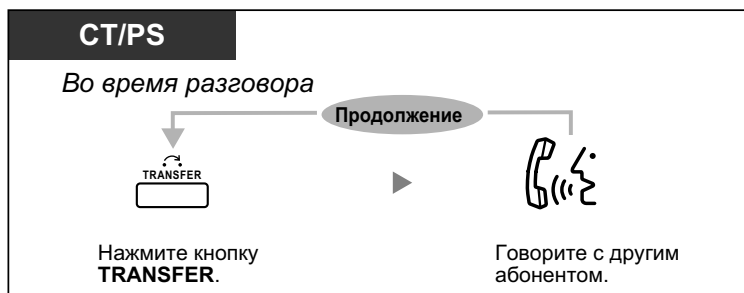 CT/PS
Во время разговора
Продолжение
TRANSFER
Нажмите кнопку
TRANSFER.
Говорите с другим
абонентом.